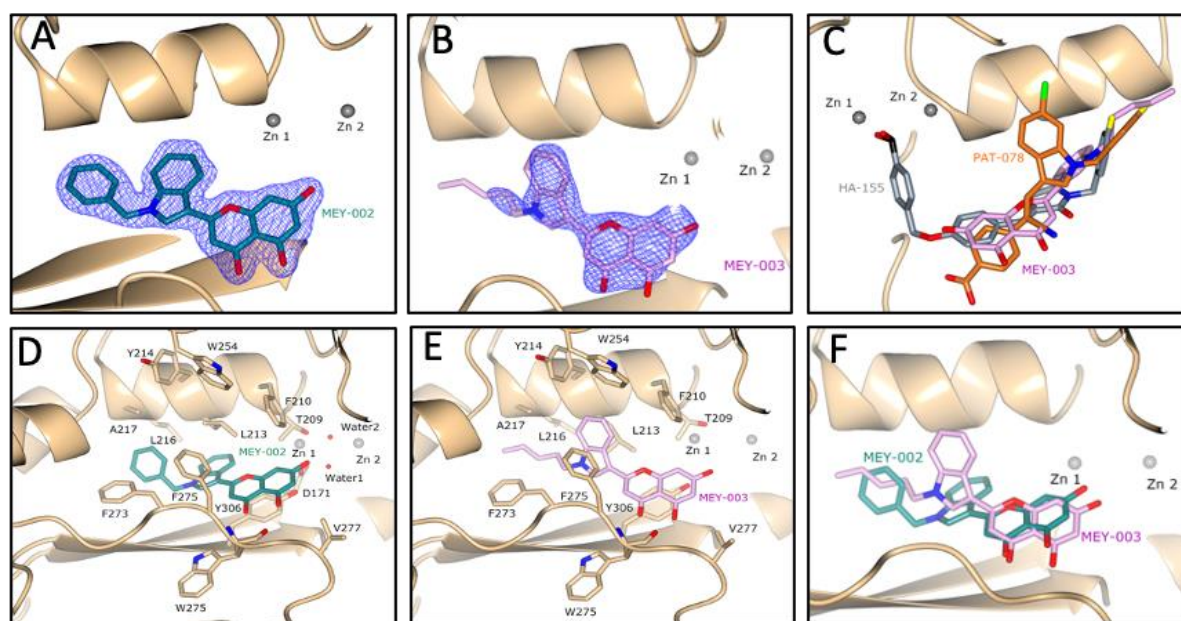 A
Zn 1
Zn 2
MEY-002
B
Zn 1
Zn 2
MEY-003
C
Zn 1
Zn 2
PAT-078
HA-155
MEY-003
D
W254
Y214
F210
T209
Water2
A217
L213
L216
MEY-002
Zn 1
Zn 2
Water1
F275
D171
F273
Y306
V277
W275
E
W254
Y214
F210
T209
A217
L216
L213
Zn 1
Zn 2
F275
Y306
MEY-003
F273
V277
W275
F
MEY-002
Zn 1
Zn 2
MEY-003